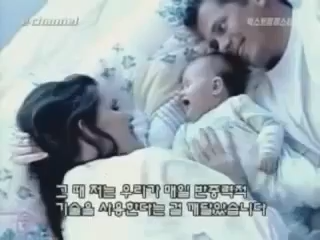 e-channel
그 때 저는 우리가 매일 반중력적
기술을 사용한다는 걸 깨달았습니다